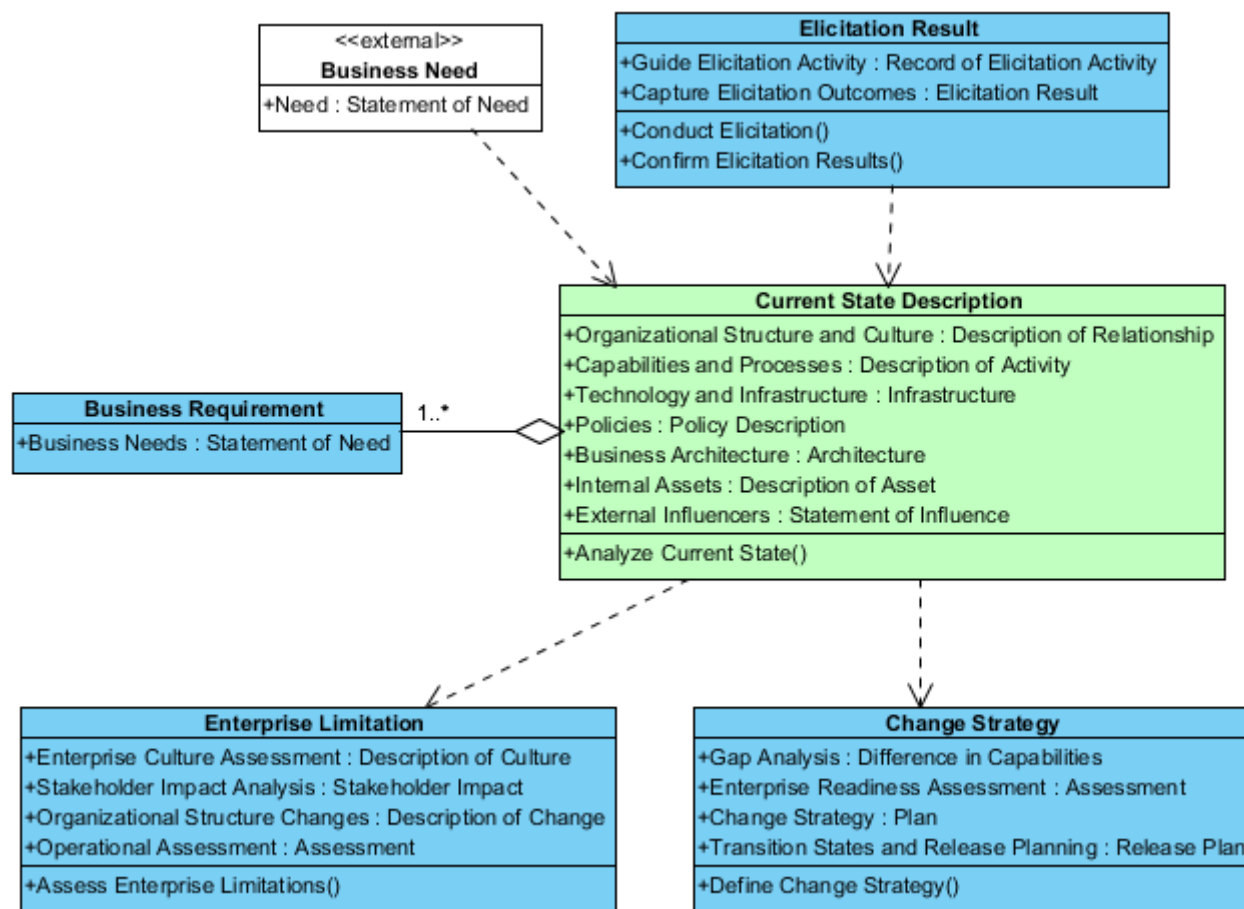 <<external>>
Business Need
+Need : Statement of Need
Elicitation Result
+Guide Elicitation Activity : Record of Elicitation Activity
+Capture Elicitation Outcomes : Elicitation Result
+Conduct Elicitation()
+Confirm Elicitation Results()
Current State Description
+Organizational Structure and Culture : Description of Relationship
+Capabilities and Processes : Description of Activity
+Technology and Infrastructure : Infrastructure
+Policies : Policy Description
+Business Architecture : Architecture
+Internal Assets : Description of Asset
+External Influencers : Statement of Influence
+Analyze Current State()
Business Requirement
+Business Needs : Statement of Need
1..*
Enterprise Limitation
+Enterprise Culture Assessment : Description of Culture
+Stakeholder Impact Analysis : Stakeholder Impact
+Organizational Structure Changes : Description of Change
+Operational Assessment : Assessment
+Assess Enterprise Limitations()
Change Strategy
+Gap Analysis : Difference in Capabilities
+Enterprise Readiness Assessment : Assessment
+Change Strategy : Plan
+Transition States and Release Planning : Release Plan
+Define Change Strategy()